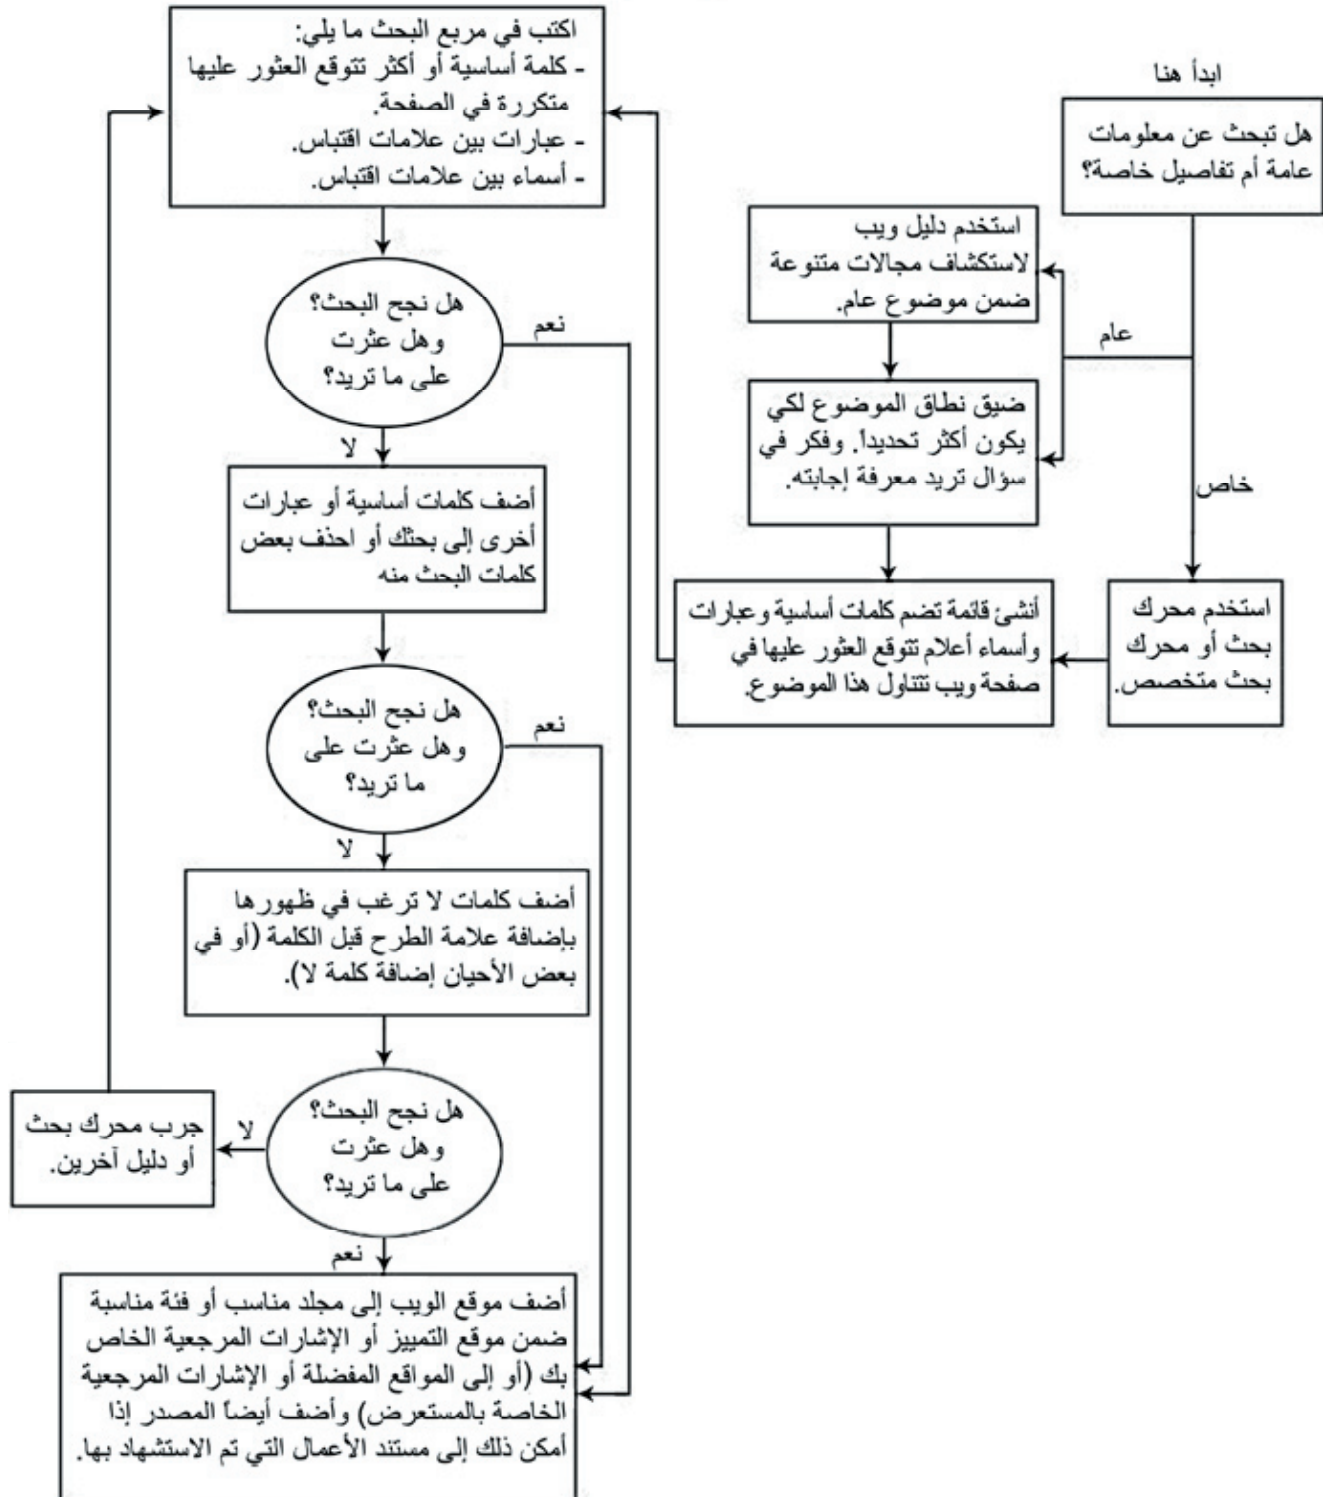 ابدأ هنا
هل تبحث عن معلومات
عامة أم تفاصيل خاصة؟
عام
خاص
استخدم دليل ويب
لاستكشاف مجالات متنوعة
ضمن موضوع عام.
ضيق نطاق الموضوع لكي
يكون أكثر تحديداً. وفكر في
سؤال تريد معرفة إجابته.
استخدم محرك
بحث أو محرك
بحث متخصص.
أنشئ قائمة تضم كلمات أساسية وعبارات
وأسماء أعلام تتوقع العثور عليها في
صفحة ويب تتناول هذا الموضوع.
اكتب في مربع البحث ما يلي:
- كلمة أساسية أو أكثر تتوقع العثور عليها
متكررة في الصفحة.
- عبارات بين علامات اقتباس.
- أسماء بين علامات اقتباس.
هل نجح البحث؟
وهل عثرت
على ما تريد؟
نعم
لا
أضف كلمات أساسية أو عبارات
أخرى إلى بحثك أو احذف بعض
كلمات البحث منه
هل نجح البحث؟
وهل عثرت على
ما تريد؟
نعم
لا
أضف كلمات لا ترغب في ظهورها
بإضافة علامة الطرح قبل الكلمة (أو في
بعض الأحيان إضافة كلمة لا).
هل نجح البحث؟
وهل عثرت
على ما تريد؟
لا
جرب محرك بحث
أو دليل آخرين.
نعم
أضف موقع الويب إلى مجلد مناسب أو فئة مناسبة
ضمن موقع التمييز أو الإشارات المرجعية الخاص
بك (أو إلى المواقع المفضلة أو الإشارات المرجعية
الخاصة بالمستعرض) وأضف أيضاً المصدر إذا
أمكن ذلك إلى مستند الأعمال التي تم الاستشهاد بها.